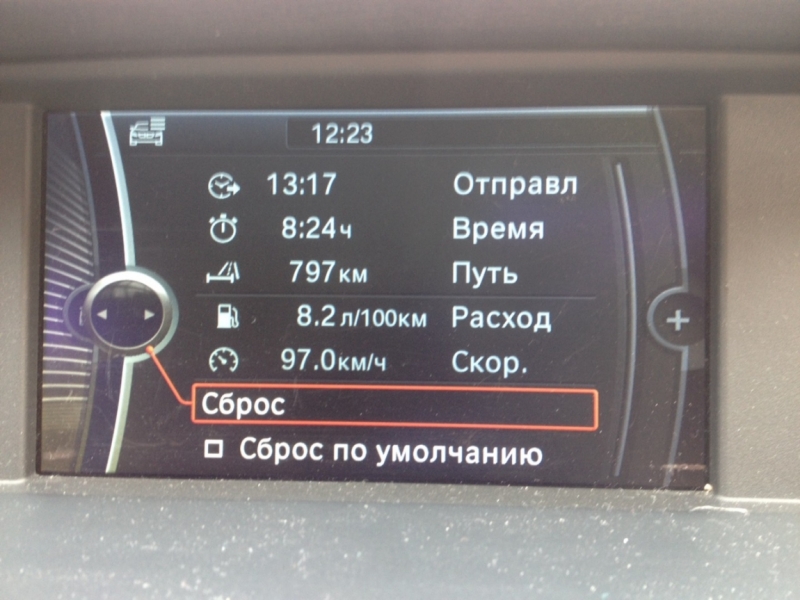 12:23
13:17 Отправл
8:24ч Время
797км Путь
8.2л/100км Расход
97.0км/ч Скор.
Сброс
Сброс по умолчанию